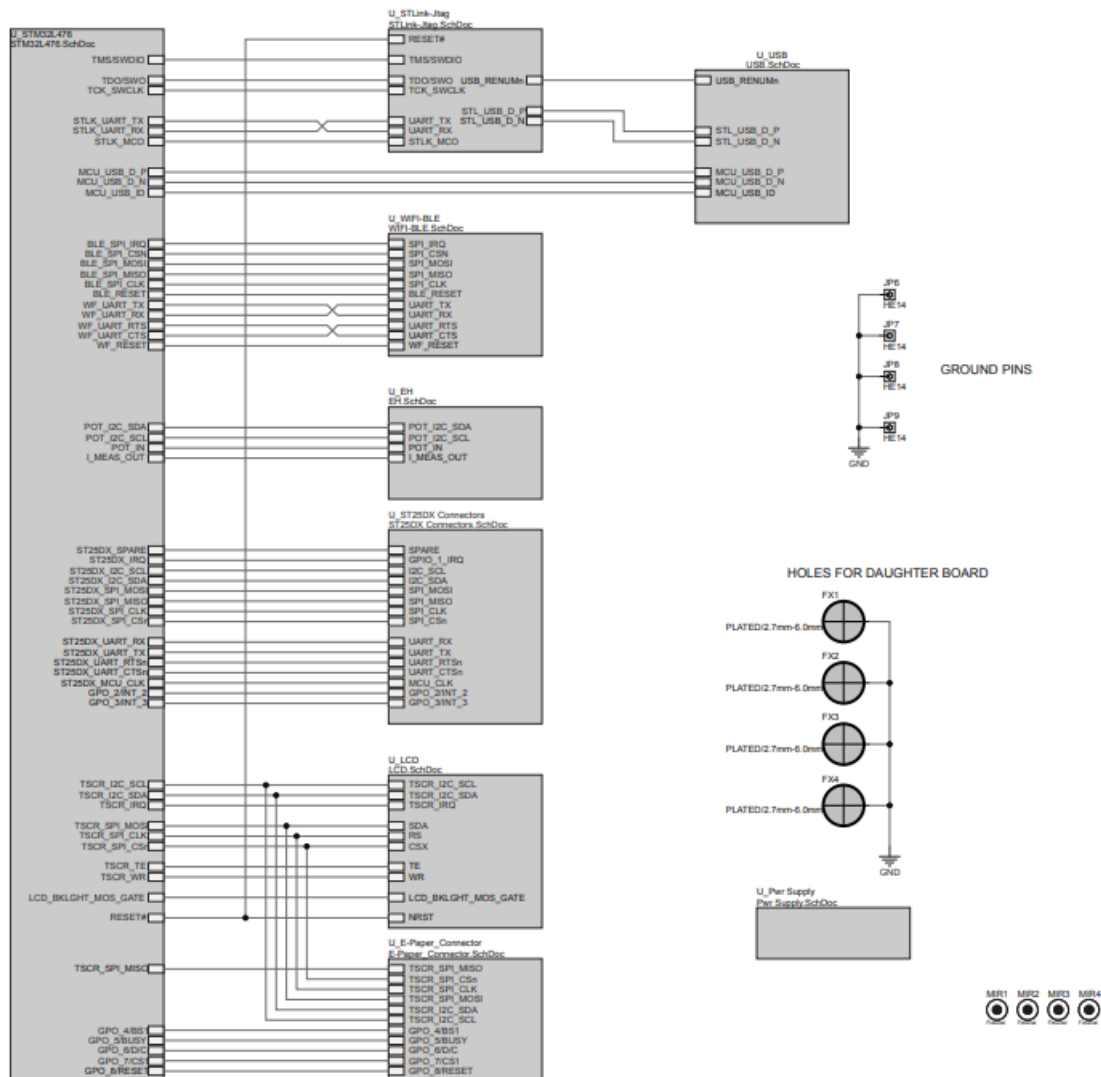 U_STM32L476
STM32L476.SchDoc
TMS/SWDIO
TDO/SWO
TCK_SWCLK
STLK_UART_TX
STLK_UART_RX
STLK_MCO
MCU_USB_D_P
MCU_USB_D_N
MCU_USB_ID
BLE_SPI_IRQ
BLE_SPI_CSN
BLE_SPI_MOSI
BLE_SPI_MISO
BLE_SPI_CLK
BLE_RESET
WF_UART_TX
WF_UART_RX
WF_UART_RTS
WF_UART_CTS
WF_RESET
POT_I2C_SDA
POT_I2C_SCL
POT_IN
I_MEAS_OUT
ST25DX_SPARE
ST25DX_IRQ
ST25DX_I2C_SCL
ST25DX_I2C_SDA
ST25DX_SPI_MOSI
ST25DX_SPI_MISO
ST25DX_SPI_CLK
ST25DX_SPI_CSn
ST25DX_UART_RX
ST25DX_UART_TX
ST25DX_UART_RTSn
ST25DX_UART_CTSn
ST25DX_MCU_CLK
GPO_2/INT_2
GPO_3/INT_3
TSCR_I2C_SCL
TSCR_I2C_SDA
TSCR_IRQ
TSCR_SPI_MOSI
TSCR_SPI_CLK
TSCR_SPI_CSn
TSCR_TE
TSCR_WR
LCD_BKLGHT_MOS_GATE
RESET#
TSCR_SPI_MISO
GPO_4/BS1
GPO_5/BUSY
GPO_6/D/C
GPO_7/CS1
GPO_8/RESET
U_STLink-Jtag
STLink-Jtag.SchDoc
RESET#
TMS/SWDIO
TDO/SWO USB_RENUMn
TCK_SWCLK
STL_USB_D_P
UART_TX STL_USB_D_N
UART_RX
STLK_MCO
U_USB
USB.SchDoc
USB_RENUMn
STL_USB_D_P
STL_USB_D_N
MCU_USB_D_P
MCU_USB_D_N
MCU_USB_ID
U_WIFI-BLE
WIFI-BLE.SchDoc
SPI_IRQ
SPI_CSN
SPI_MOSI
SPI_MISO
SPI_CLK
BLE_RESET
UART_TX
UART_RX
UART_RTS
UART_CTS
WF_RESET
U_EH
EH.SchDoc
POT_I2C_SDA
POT_I2C_SCL
POT_IN
I_MEAS_OUT
U_ST25DX Connectors
ST25DX Connectors.SchDoc
SPARE
GPIO_1_IRQ
I2C_SCL
I2C_SDA
SPI_MOSI
SPI_MISO
SPI_CLK
SPI_CSn
UART_RX
UART_TX
UART_RTSn
UART_CTSn
MCU_CLK
GPO_2/INT_2
GPO_3/INT_3
U_LCD
LCD.SchDoc
TSCR_I2C_SCL
TSCR_I2C_SDA
TSCR_IRQ
SDA
RS
CSX
TE
WR
LCD_BKLGHT_MOS_GATE
NRST
U_E-Paper_Connector
E-Paper_Connector.SchDoc
TSCR_SPI_MISO
TSCR_SPI_CSn
TSCR_SPI_CLK
TSCR_SPI_MOSI
TSCR_I2C_SDA
TSCR_I2C_SCL
GPO_4/BS1
GPO_5/BUSY
GPO_6/D/C
GPO_7/CS1
GPO_8/RESET
JP6
HE14
JP7
HE14
JP8
HE14
JP9
HE14
GND
GROUND PINS
HOLES FOR DAUGHTER BOARD
FX1
PLATED/2.7mm-6.0mm
FX2
PLATED/2.7mm-6.0mm
FX3
PLATED/2.7mm-6.0mm
FX4
PLATED/2.7mm-6.0mm
GND
U_Pwr Supply
Pwr Supply.SchDoc
MIR1 MIR2 MIR3 MIR4